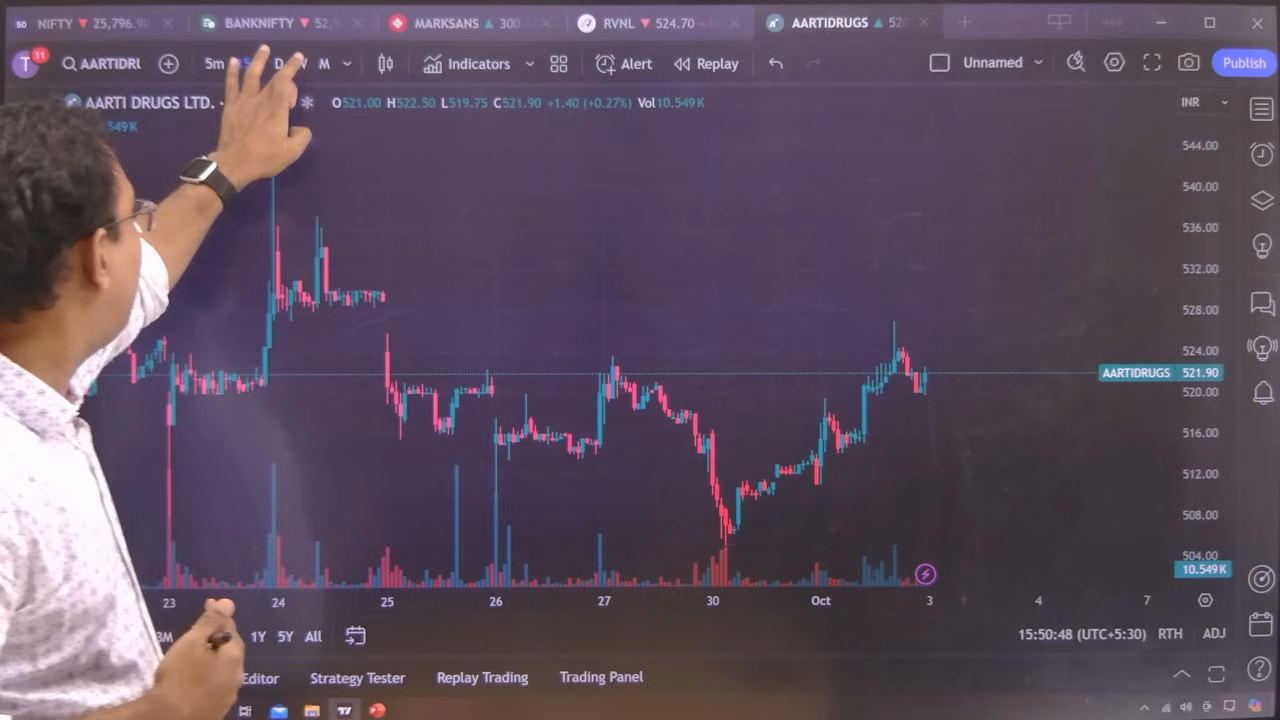 50 NIFTY 25,796.9 BANKNIFTY 52, MARKSANS 300. RVNL 524.70 AARTIDRUGS 52
T 11 AARTIDRL 5m D M Indicators Alert Replay Unnamed Publish
AARTI DRUGS LTD. · O521.00 H522.50 L519.75 C521.90 +1.40 (+0.27%) Vol10.549K INR
549K
544.00
540.00
536.00
532.00
528.00
524.00
AARTIDRUGS 521.90
520.00
516.00
512.00
508.00
504.00
10.549K
23 24 25 26 27 30 Oct 3 4 7
3M 1Y 5Y All 15:50:48 (UTC+5:30) RTH ADJ
Editor Strategy Tester Replay Trading Trading Panel